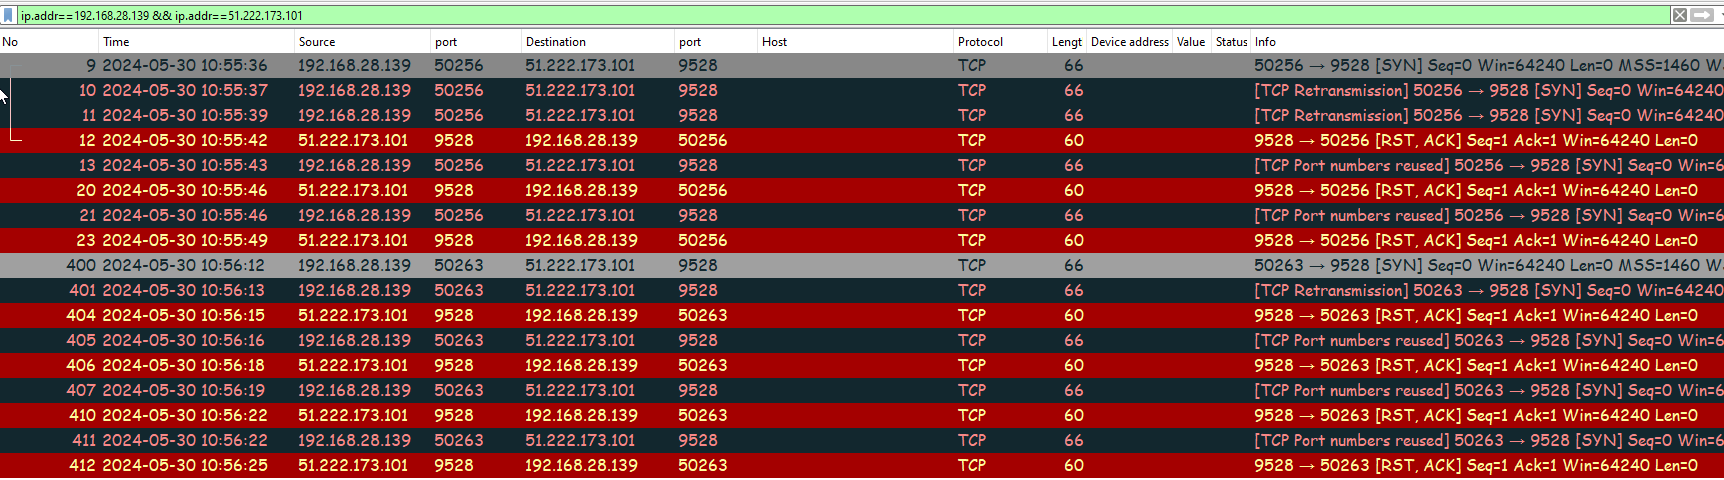 ip.addr==192.168.28.139 && ip.addr==51.222.173.101
No Time Source port Destination port Host Protocol Lengt Device address Value Status Info
9 2024-05-30 10:55:36 192.168.28.139 50256 51.222.173.101 9528 TCP 66 50256 → 9528 [SYN] Seq=0 Win=64240 Len=0 MSS=1460 W
10 2024-05-30 10:55:37 192.168.28.139 50256 51.222.173.101 9528 TCP 66 [TCP Retransmission] 50256 → 9528 [SYN] Seq=0 Win=64240
11 2024-05-30 10:55:39 192.168.28.139 50256 51.222.173.101 9528 TCP 66 [TCP Retransmission] 50256 → 9528 [SYN] Seq=0 Win=64240
12 2024-05-30 10:55:42 51.222.173.101 9528 192.168.28.139 50256 TCP 60 9528 → 50256 [RST, ACK] Seq=1 Ack=1 Win=64240 Len=0
13 2024-05-30 10:55:43 192.168.28.139 50256 51.222.173.101 9528 TCP 66 [TCP Port numbers reused] 50256 → 9528 [SYN] Seq=0 Win=6
20 2024-05-30 10:55:46 51.222.173.101 9528 192.168.28.139 50256 TCP 60 9528 → 50256 [RST, ACK] Seq=1 Ack=1 Win=64240 Len=0
21 2024-05-30 10:55:46 192.168.28.139 50256 51.222.173.101 9528 TCP 66 [TCP Port numbers reused] 50256 → 9528 [SYN] Seq=0 Win=6
23 2024-05-30 10:55:49 51.222.173.101 9528 192.168.28.139 50256 TCP 60 9528 → 50256 [RST, ACK] Seq=1 Ack=1 Win=64240 Len=0
400 2024-05-30 10:56:12 192.168.28.139 50263 51.222.173.101 9528 TCP 66 50263 → 9528 [SYN] Seq=0 Win=64240 Len=0 MSS=1460 W
401 2024-05-30 10:56:13 192.168.28.139 50263 51.222.173.101 9528 TCP 66 [TCP Retransmission] 50263 → 9528 [SYN] Seq=0 Win=64240
404 2024-05-30 10:56:15 51.222.173.101 9528 192.168.28.139 50263 TCP 60 9528 → 50263 [RST, ACK] Seq=1 Ack=1 Win=64240 Len=0
405 2024-05-30 10:56:16 192.168.28.139 50263 51.222.173.101 9528 TCP 66 [TCP Port numbers reused] 50263 → 9528 [SYN] Seq=0 Win=6
406 2024-05-30 10:56:18 51.222.173.101 9528 192.168.28.139 50263 TCP 60 9528 → 50263 [RST, ACK] Seq=1 Ack=1 Win=64240 Len=0
407 2024-05-30 10:56:19 192.168.28.139 50263 51.222.173.101 9528 TCP 66 [TCP Port numbers reused] 50263 → 9528 [SYN] Seq=0 Win=6
410 2024-05-30 10:56:22 51.222.173.101 9528 192.168.28.139 50263 TCP 60 9528 → 50263 [RST, ACK] Seq=1 Ack=1 Win=64240 Len=0
411 2024-05-30 10:56:22 192.168.28.139 50263 51.222.173.101 9528 TCP 66 [TCP Port numbers reused] 50263 → 9528 [SYN] Seq=0 Win=6
412 2024-05-30 10:56:25 51.222.173.101 9528 192.168.28.139 50263 TCP 60 9528 → 50263 [RST, ACK] Seq=1 Ack=1 Win=64240 Len=0